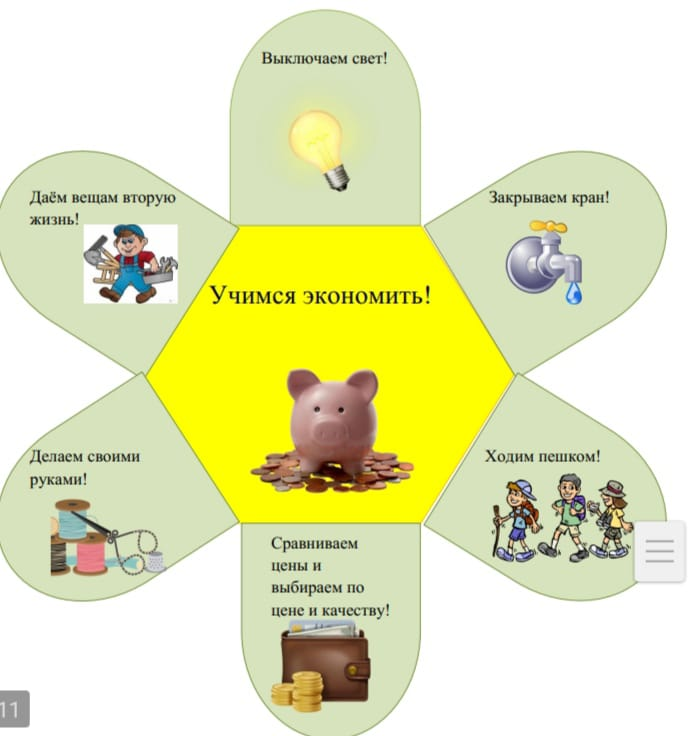 Выключаем свет!
Даём вещам вторую
жизнь!
Закрываем кран!
Учимся экономить!
Делаем своими
руками!
Ходим пешком!
Сравниваем
цены и
выбираем по
цене и качеству!
11